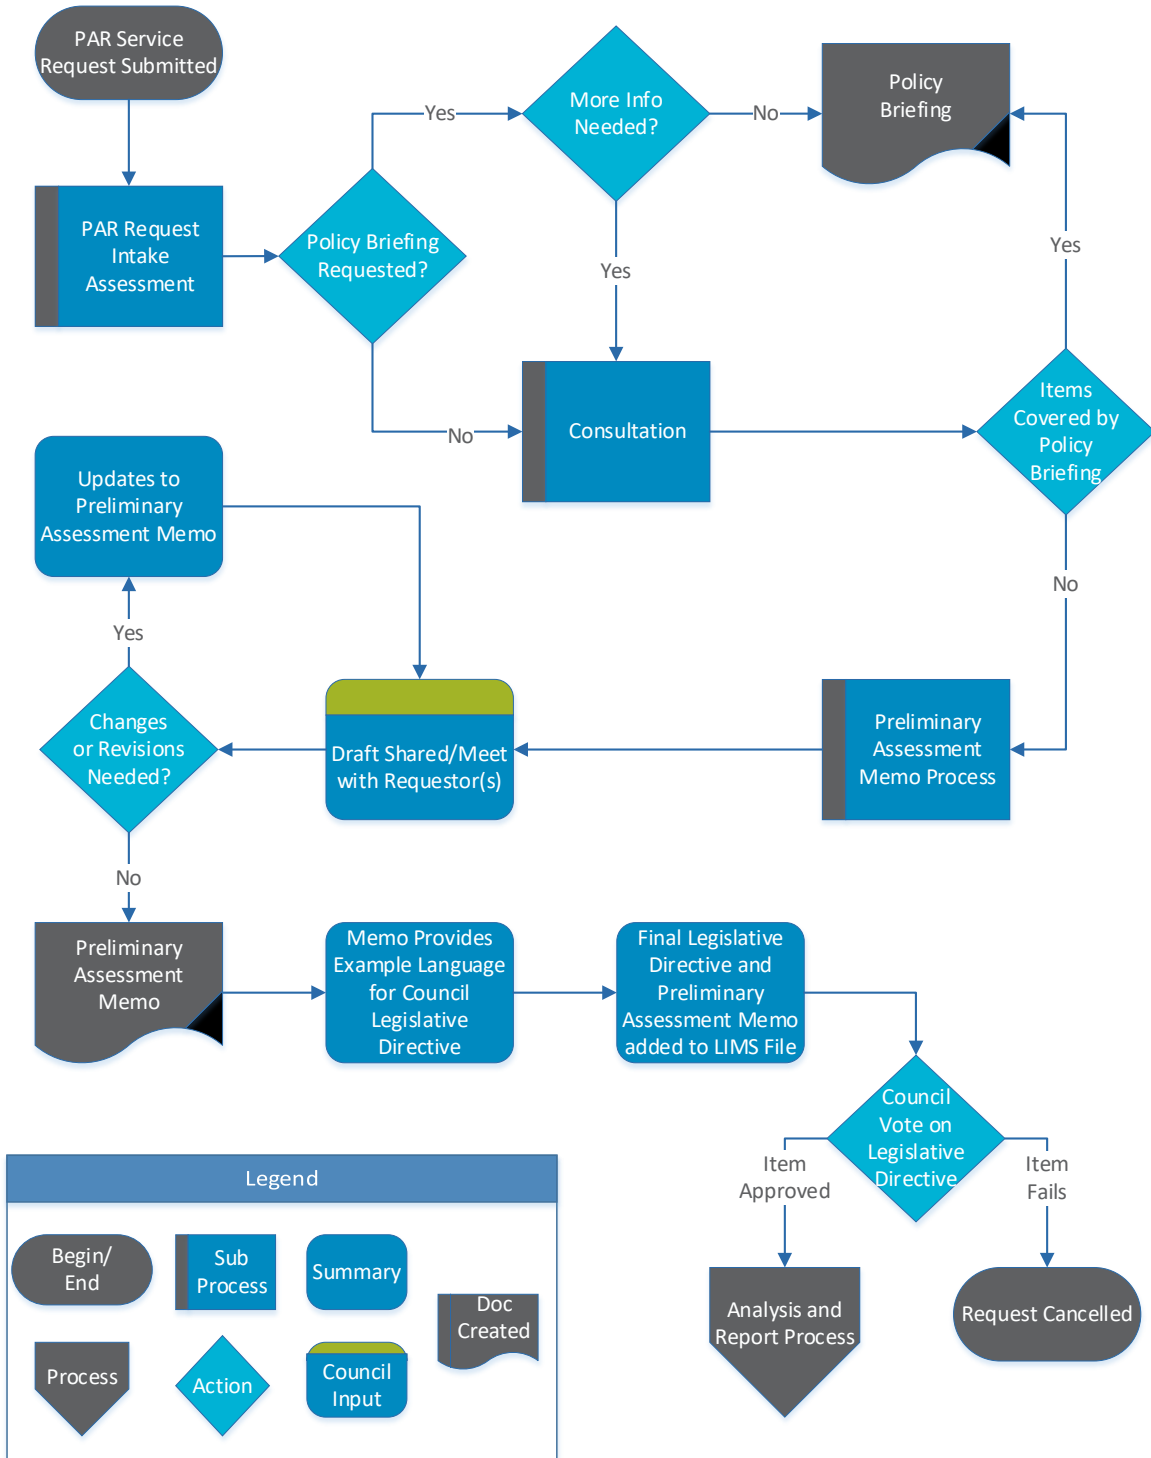 PAR Service
Request Submitted
More Info
Needed?
Policy
Briefing
Yes
No
PAR Request
Intake
Assessment
Policy Briefing
Requested?
Yes
Yes
Items
Covered by
Policy
Briefing
Consultation
No
Updates to
Preliminary
Assessment Memo
No
Yes
Changes
or Revisions
Needed?
Draft Shared/Meet
with Requestor(s)
Preliminary
Assessment
Memo Process
No
Preliminary
Assessment
Memo
Memo Provides
Example Language
for Council
Legislative
Directive
Final Legislative
Directive and
Preliminary
Assessment Memo
added to LIMS File
Council
Vote on
Legislative
Directive
Item
Approved
Item
Fails
Analysis and
Report Process
Request Cancelled
Legend
Begin/
End
Sub
Process
Summary
Doc
Created
Process
Action
Council
Input